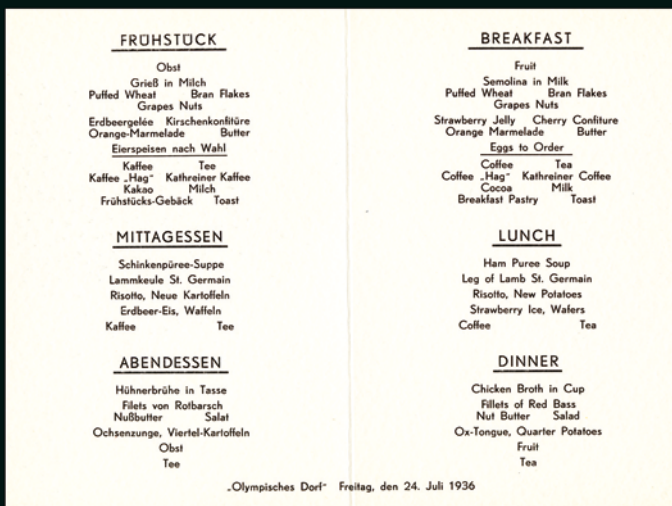 FRÜHSTÜCK
Obst
Grieß in Milch
Puffed Wheat Bran Flakes
Grapes Nuts
Erdbeergelée Kirschenkonfitüre
Orange-Marmelade Butter
Eierspeisen nach Wahl
Kaffee Tee
Kaffee „Hag“ Kathreiner Kaffee
Kakao Milch
Frühstücks-Gebäck Toast
MITTAGESSEN
Schinkenpüree-Suppe
Lammkeule St. Germain
Risotto, Neue Kartoffeln
Erdbeer-Eis, Waffeln
Kaffee Tee
ABENDESSEN
Hühnerbrühe in Tasse
Filets von Rotbarsch
Nußbutter Salat
Ochsenzunge, Viertel-Kartoffeln
Obst
Tee
BREAKFAST
Fruit
Semolina in Milk
Puffed Wheat Bran Flakes
Grapes Nuts
Strawberry Jelly Cherry Confiture
Orange Marmelade Butter
Eggs to Order
Coffee Tea
Coffee „Hag“ Kathreiner Coffee
Cocoa Milk
Breakfast Pastry Toast
LUNCH
Ham Puree Soup
Leg of Lamb St. Germain
Risotto, New Potatoes
Strawberry Ice, Wafers
Coffee Tea
DINNER
Chicken Broth in Cup
Fillets of Red Bass
Nut Butter Salad
Ox-Tongue, Quarter Potatoes
Fruit
Tea
„Olympisches Dorf“ Freitag, den 24. Juli 1936